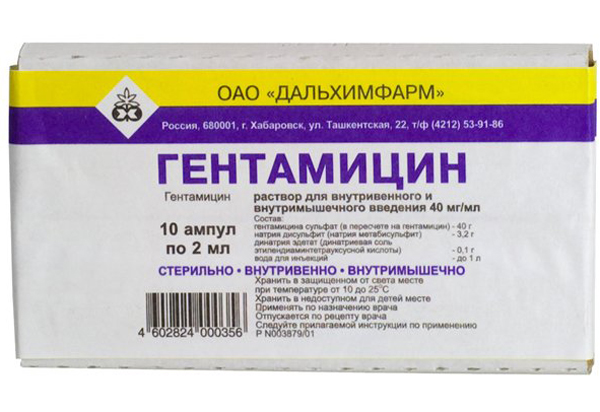 ОАО «ДАЛЬХИМФАРМ»
Россия, 680001, г. Хабаровск, ул. Ташкентская, 22, т/ф (4212) 53-91-86
ГЕНТАМИЦИН
Гентамицин
раствор для внутривенного и
внутримышечного введения 40 мг/мл
10 ампул
по 2 мл
Состав:
гентамицина сульфат (в пересчете на гентамицин) - 40 г
натрия дисульфит (натрия метабисульфит) - 3,2 г
динатрия эдетат (динатриевая соль
этилендиаминтетрауксусной кислоты) - 0,1 г
вода для инъекций - до 1 л
СТЕРИЛЬНО • ВНУТРИВЕННО • ВНУТРИМЫШЕЧНО
Хранить в защищенном от света месте
при температуре от 10 до 25°С
Хранить в недоступном для детей месте
Применять по назначению врача
Отпускается по рецепту врача
Следуйте прилагаемой инструкции по применению
Р N003879/01
4 602824 000356